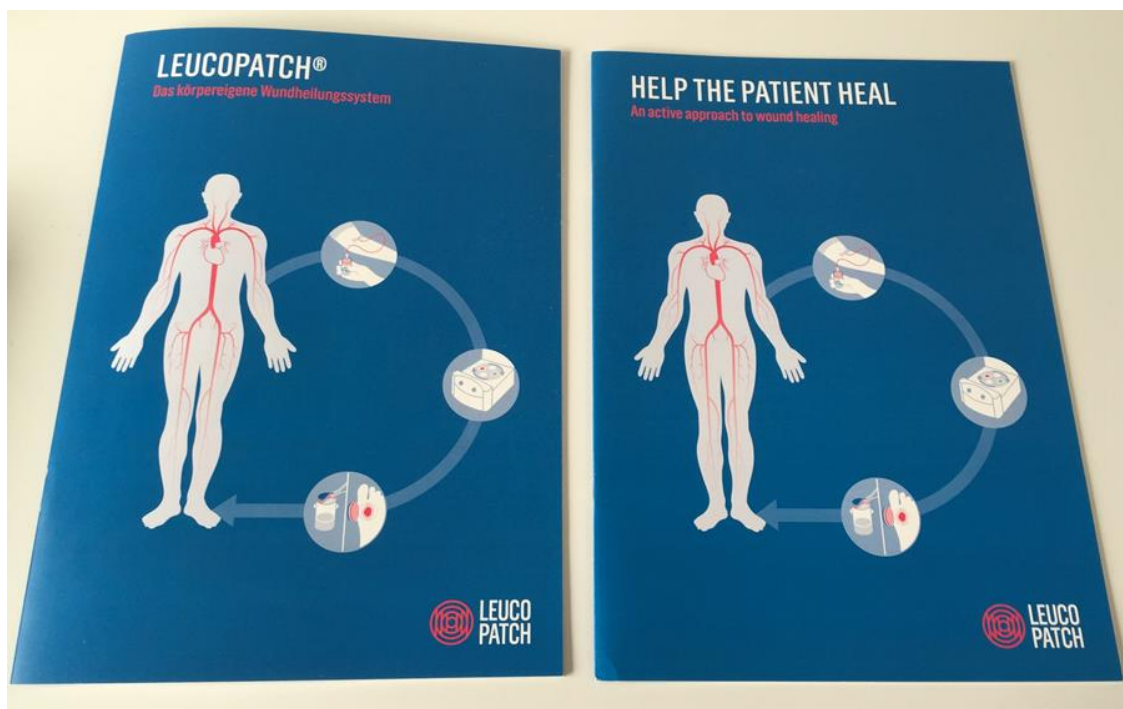 LEUCOPATCH®
Das körpereigene Wundheilungssystem
LEUCO
PATCH
HELP THE PATIENT HEAL
An active approach to wound healing
LEUCO
PATCH